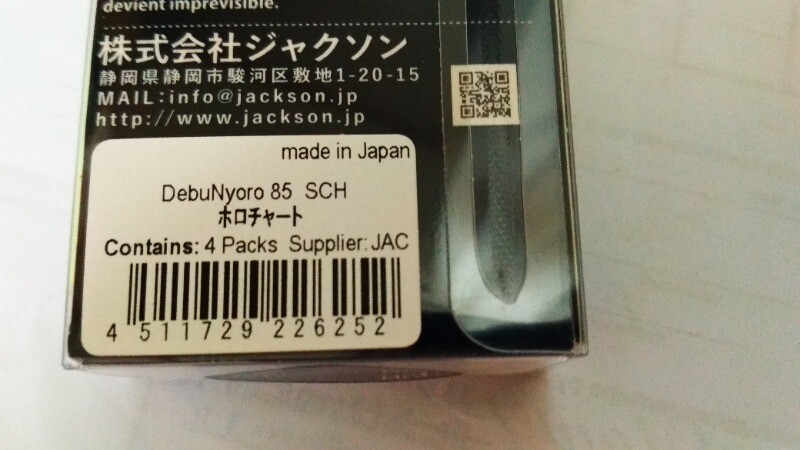 devient imprévisible.
株式会社ジャクソン
静岡県静岡市駿河区敷地1-20-15
MAIL:info@jackson.jp
http://www.jackson.jp
made in Japan
DebuNyoro 85 SCH
ホロチャート
Contains: 4 Packs Supplier: JAC
4 511729 226252